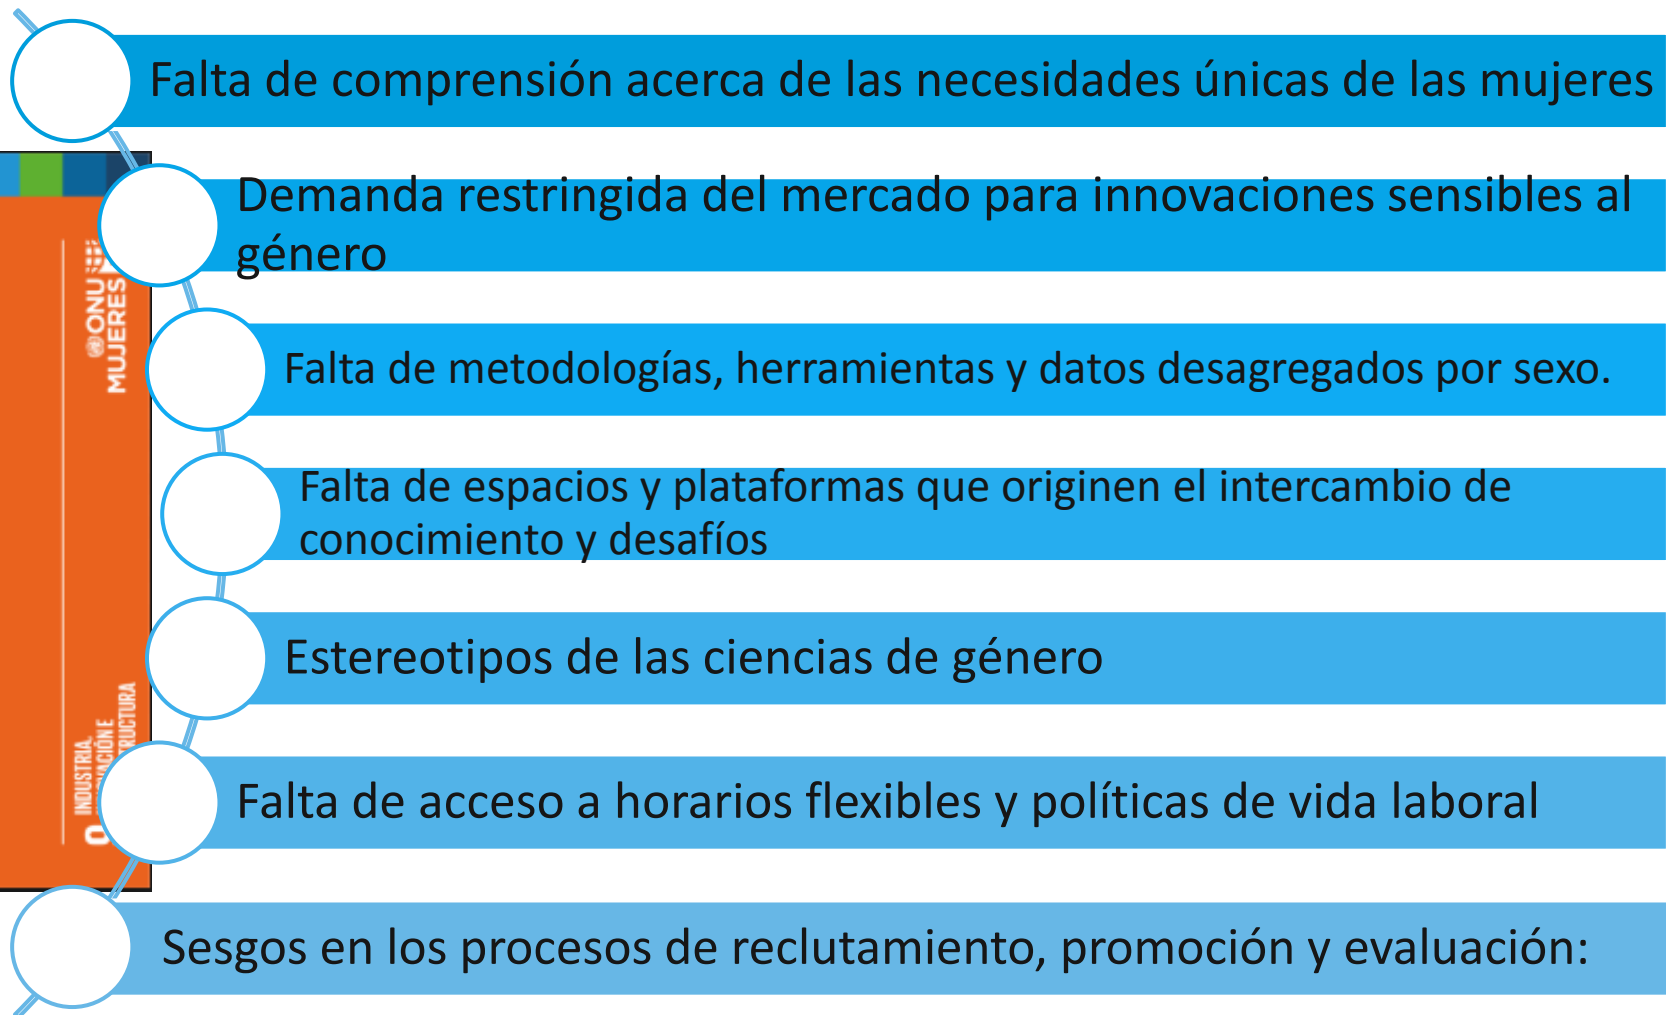 Falta de comprensión acerca de las necesidades únicas de las mujeres
Demanda restringida del mercado para innovaciones sensibles al
género
Falta de metodologías, herramientas y datos desagregados por sexo.
Falta de espacios y plataformas que originen el intercambio de
conocimiento y desafíos
Estereotipos de las ciencias de género
Falta de acceso a horarios flexibles y políticas de vida laboral
Sesgos en los procesos de reclutamiento, promoción y evaluación:
ONU
MUJERES
INDUSTRIA,